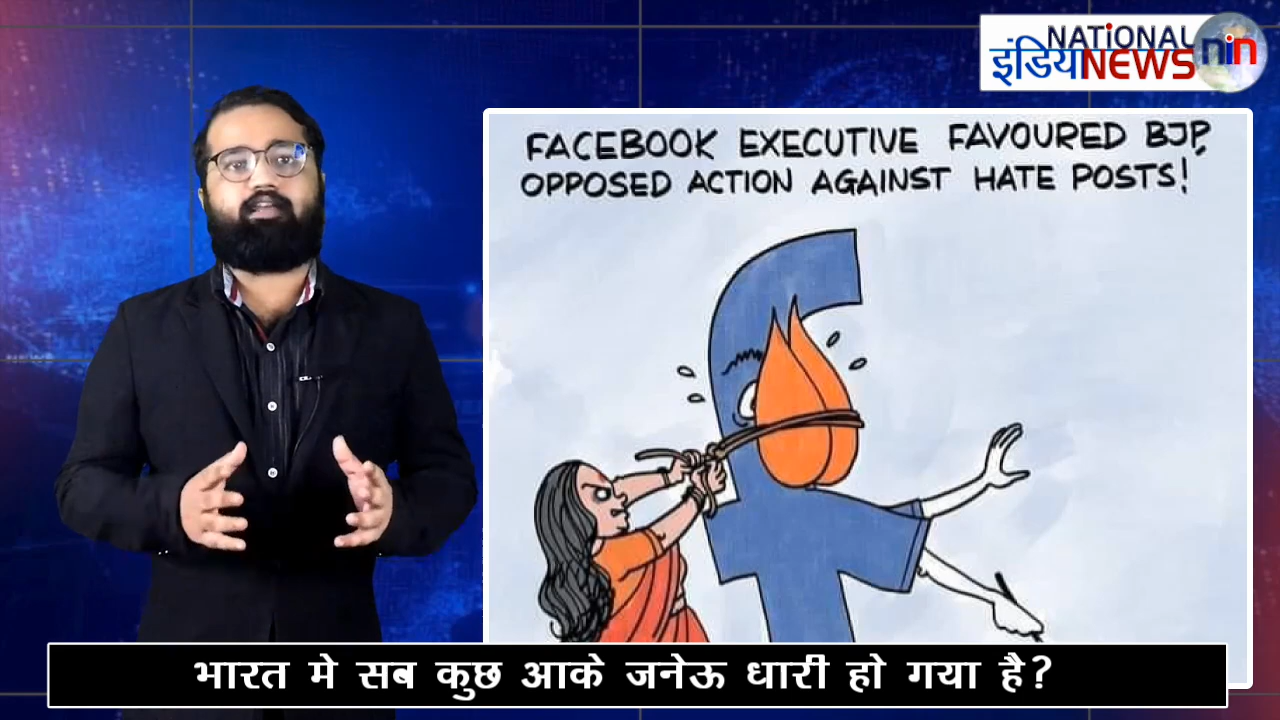 NATiONAL
इंडिया NEWS nin
FACEBOOK EXECUTIVE FAVOURED BJP,
OPPOSED ACTION AGAINST HATE POSTS!
भारत मे सब कुछ आके जनेऊ धारी हो गया है?